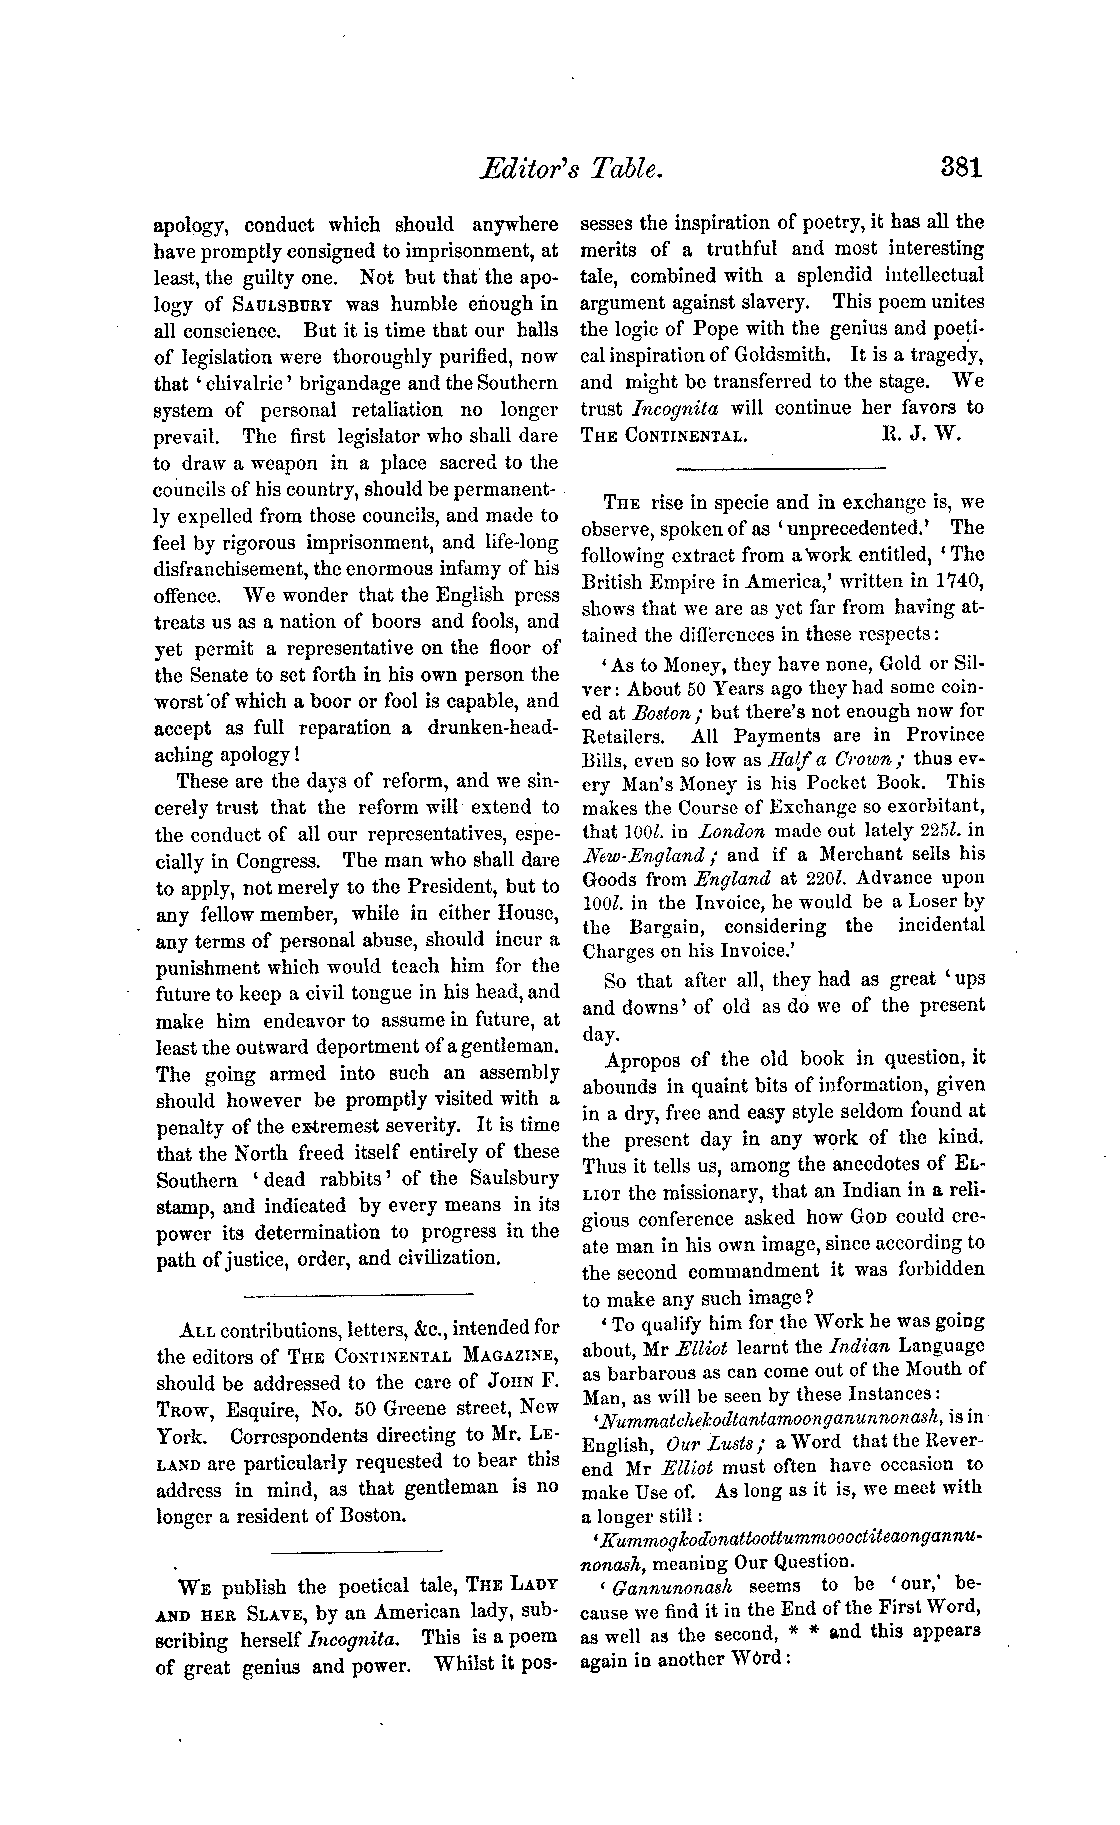 Editor's Table.
381
apology, conduct which should anywhere
have promptly consigned to imprisonment, at
least, the guilty one. Not but that the apo-
logy of SAULSBURY was humble enough in
all conscience. But it is time that our halls
of legislation were thoroughly purified, now
that ‘chivalric’ brigandage and the Southern
system of personal retaliation no longer
prevail. The first legislator who shall dare
to draw a weapon in a place sacred to the
councils of his country, should be permanent-
ly expelled from those councils, and made to
feel by rigorous imprisonment, and life-long
disfranchisement, the enormous infamy of his
offence. We wonder that the English press
treats us as a nation of boors and fools, and
yet permit a representative on the floor of
the Senate to set forth in his own person the
worst of which a boor or fool is capable, and
accept as full reparation a drunken-head-
aching apology!
These are the days of reform, and we sin-
cerely trust that the reform will extend to
the conduct of all our representatives, espe-
cially in Congress. The man who shall dare
to apply, not merely to the President, but to
any fellow member, while in either House,
any terms of personal abuse, should incur a
punishment which would teach him for the
future to keep a civil tongue in his head, and
make him endeavor to assume in future, at
least the outward deportment of a gentleman.
The going armed into such an assembly
should however be promptly visited with a
penalty of the extremest severity. It is time
that the North freed itself entirely of these
Southern ‘dead rabbits’ of the Saulsbury
stamp, and indicated by every means in its
power its determination to progress in the
path of justice, order, and civilization.
ALL contributions, letters, &c., intended for
the editors of THE CONTINENTAL MAGAZINE,
should be addressed to the care of JOHN F.
TROW, Esquire, No. 50 Greene street, New
York. Correspondents directing to Mr. LE-
LAND are particularly requested to bear this
address in mind, as that gentleman is no
longer a resident of Boston.
WE publish the poetical tale, THE LADY
AND HER SLAVE, by an American lady, sub-
scribing herself Incognita. This is a poem
of great genius and power. Whilst it pos-
sesses the inspiration of poetry, it has all the
merits of a truthful and most interesting
tale, combined with a splendid intellectual
argument against slavery. This poem unites
the logic of Pope with the genius and poeti-
cal inspiration of Goldsmith. It is a tragedy,
and might be transferred to the stage. We
trust Incognita will continue her favors to
THE CONTINENTAL. R. J. W.
THE rise in specie and in exchange is, we
observe, spoken of as ‘unprecedented.’ The
following extract from a work entitled, ‘The
British Empire in America,’ written in 1740,
shows that we are as yet far from having at-
tained the differences in these respects:
‘As to Money, they have none, Gold or Sil-
ver: About 50 Years ago they had some coin-
ed at Boston; but there's not enough now for
Retailers. All Payments are in Province
Bills, even so low as Half a Crown; thus ev-
ery Man's Money is his Pocket Book. This
makes the Course of Exchange so exorbitant,
that 100l. in London made out lately 225l. in
New-England; and if a Merchant sells his
Goods from England at 220l. Advance upon
100l. in the Invoice, he would be a Loser by
the Bargain, considering the incidental
Charges on his Invoice.’
So that after all, they had as great ‘ups
and downs’ of old as do we of the present
day.
Apropos of the old book in question, it
abounds in quaint bits of information, given
in a dry, free and easy style seldom found at
the present day in any work of the kind.
Thus it tells us, among the anecdotes of EL-
LIOT the missionary, that an Indian in a reli-
gious conference asked how GOD could cre-
ate man in his own image, since according to
the second commandment it was forbidden
to make any such image?
‘To qualify him for the Work he was going
about, Mr Elliot learnt the Indian Language
as barbarous as can come out of the Mouth of
Man, as will be seen by these Instances:
‘Nummatchekodtantamoonganunnonash, is in
English, Our Lusts; a Word that the Rever-
end Mr Elliot must often have occasion to
make Use of. As long as it is, we meet with
a longer still:
‘Kummogkodonattoottummoooctiteaongannu-
nonash, meaning Our Question.
‘Gannunonash seems to be ‘our,’ be-
cause we find it in the End of the First Word,
as well as the second, * * and this appears
again in another Word: